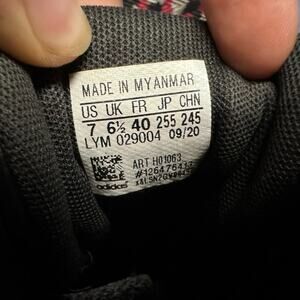 MADE IN MYANMAR
US UK FR JP CHN
7 6½ 40 255 245
LYM 029004 09/20
ART H01063
adidas